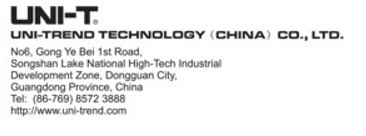 UNI-T®
UNI-TREND TECHNOLOGY (CHINA) CO., LTD.
No6, Gong Ye Bei 1st Road,
Songshan Lake National High-Tech Industrial
Development Zone, Dongguan City,
Guangdong Province, China
Tel: (86-769) 8572 3888
http://www.uni-trend.com